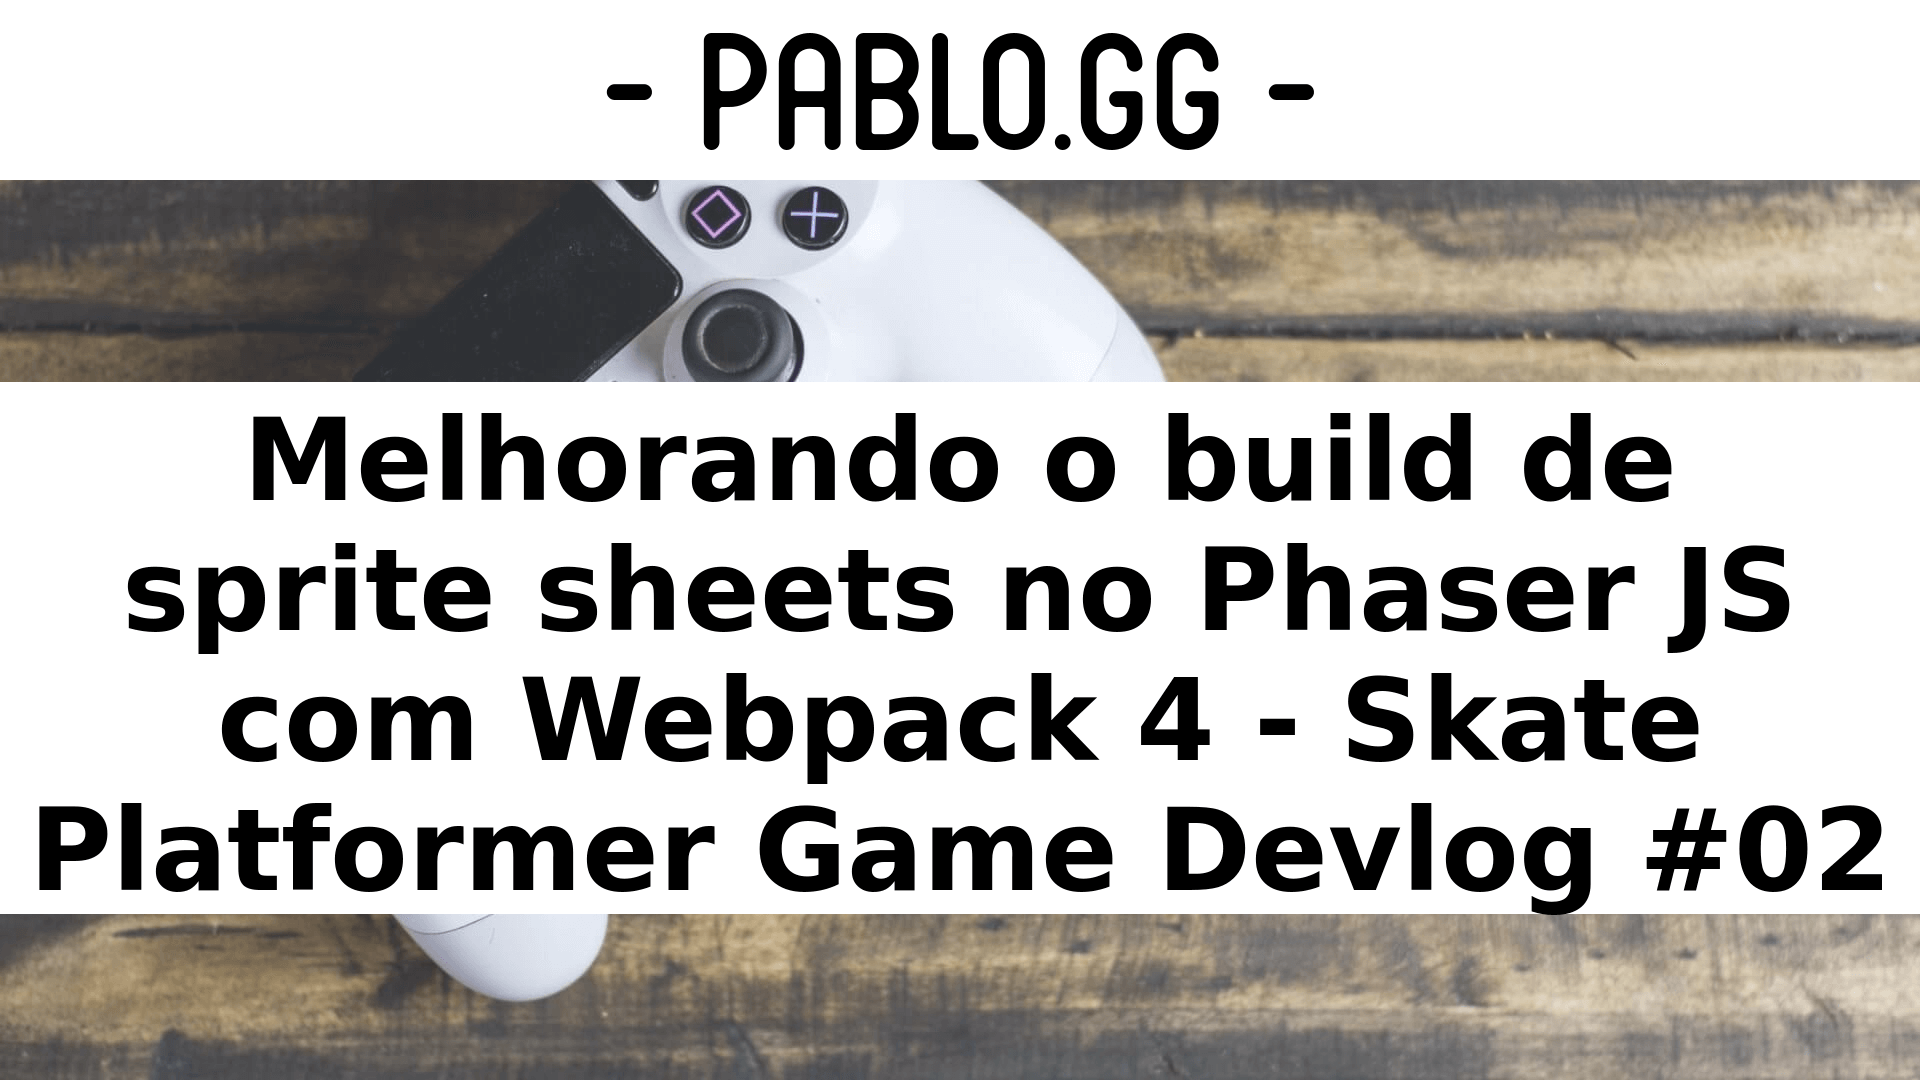 - PABLO.GG -
Melhorando o build de
sprite sheets no Phaser JS
com Webpack 4 - Skate
Platformer Game Devlog #02